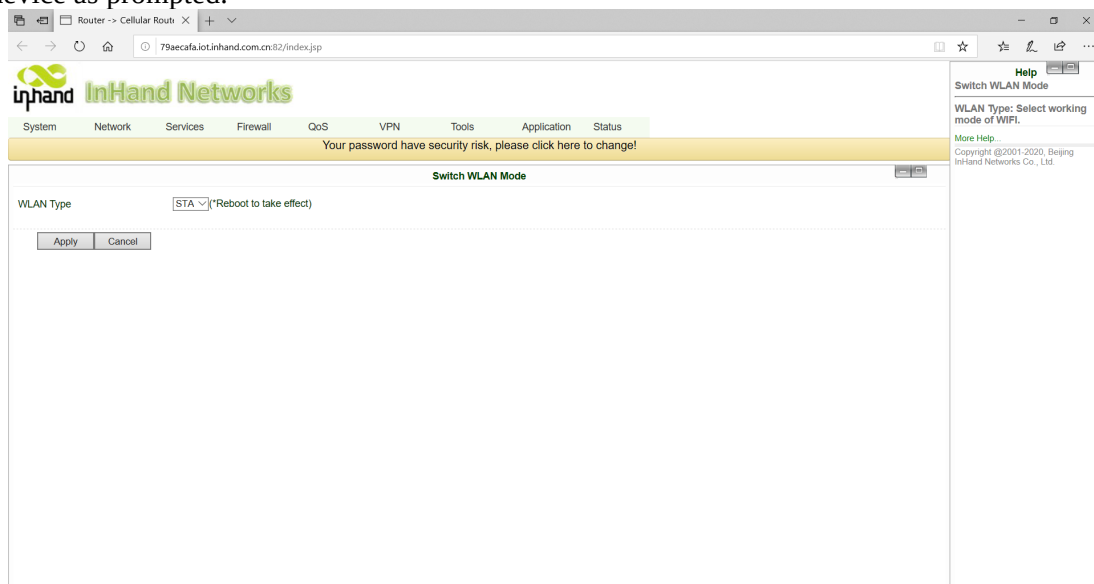 evice as prompted.
Router -> Cellular Route
79aecafa.iot.inhand.com.cn:82/index.jsp
inhand InHand Networks
System Network Services Firewall QoS VPN Tools Application Status
Your password have security risk, please click here to change!
Switch WLAN Mode
WLAN Type STA (*Reboot to take effect)
Apply Cancel
Help
Switch WLAN Mode
WLAN Type: Select working
mode of WIFI.
More Help...
Copyright @2001-2020, Beijing
InHand Networks Co., Ltd.